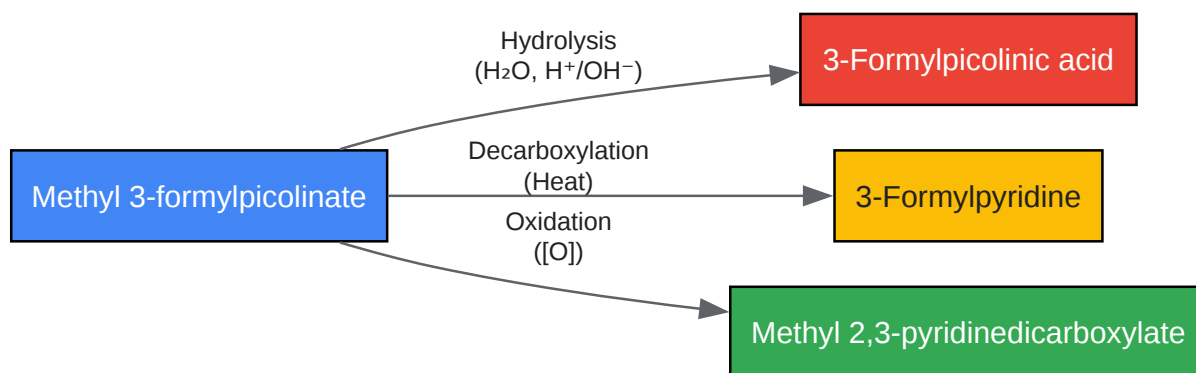 Hydrolysis
(H₂O, H⁺/OH⁻)
3-Formylpicolinic acid
Methyl 3-formylpicolinate
Decarboxylation
(Heat)
3-Formylpyridine
Oxidation
([O])
Methyl 2,3-pyridinedicarboxylate